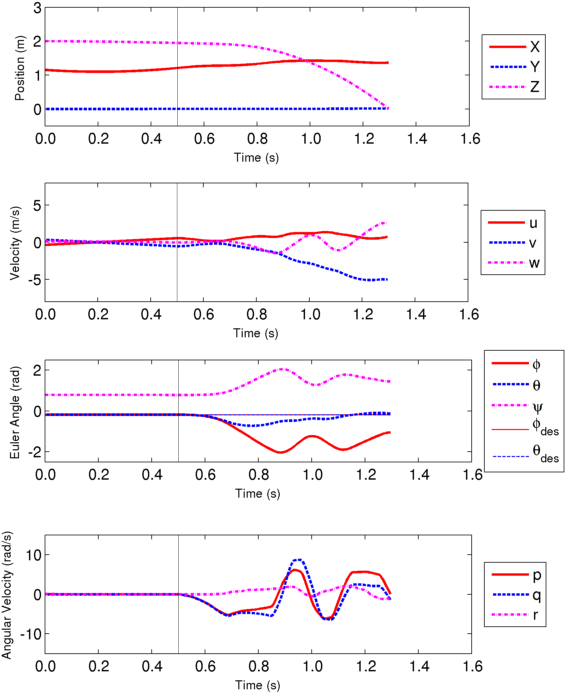 3
2
1
0
Position (m)
0.0 0.2 0.4 0.6 0.8 1.0 1.2 1.4 1.6
Time (s)
X
Y
Z
5
0
-5
Velocity (m/s)
0.0 0.2 0.4 0.6 0.8 1.0 1.2 1.4 1.6
Time (s)
u
v
w
2
0
-2
Euler Angle (rad)
0.0 0.2 0.4 0.6 0.8 1.0 1.2 1.4 1.6
Time (s)
ϕ
θ
ψ
ϕdes
θdes
10
0
-10
Angular Velocity (rad/s)
0.0 0.2 0.4 0.6 0.8 1.0 1.2 1.4 1.6
Time (s)
p
q
r